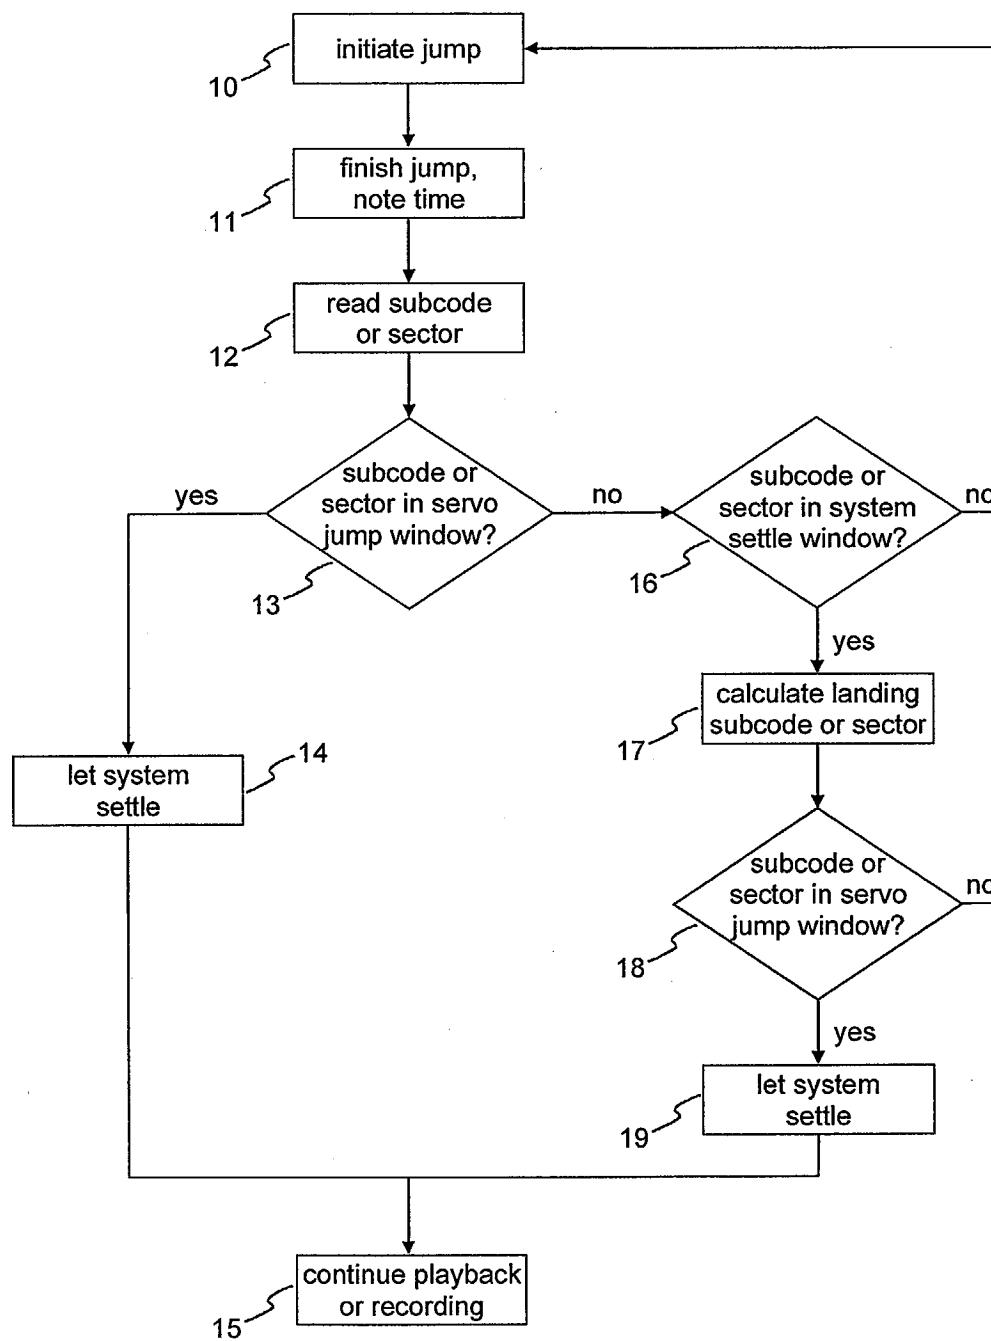 initiate jump
10
finish jump,
note time
11
read subcode
or sector
12
subcode or
sector in servo
jump window?
yes
no
13
subcode or
sector in system
settle window?
no
16
yes
calculate landing
subcode or sector
17
let system
settle
14
subcode or
sector in servo
jump window?
no
18
yes
let system
settle
19
continue playback
or recording
15